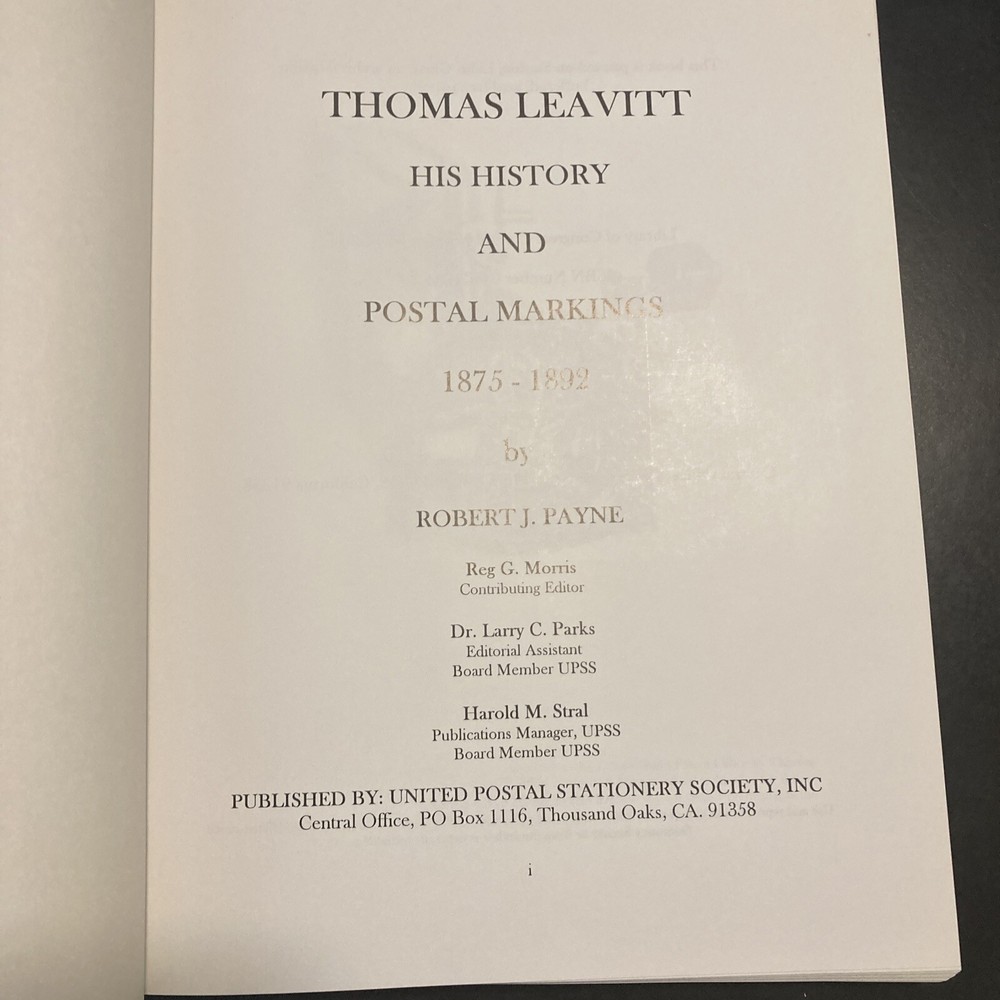 THOMAS LEAVITT
HIS HISTORY
AND
POSTAL MARKINGS
1875 - 1892
by
ROBERT J. PAYNE
Reg G. Morris
Contributing Editor
Dr. Larry C. Parks
Editorial Assistant
Board Member UPSS
Harold M. Stral
Publications Manager, UPSS
Board Member UPSS
PUBLISHED BY: UNITED POSTAL STATIONERY SOCIETY, INC
Central Office, PO Box 1116, Thousand Oaks, CA. 91358
i